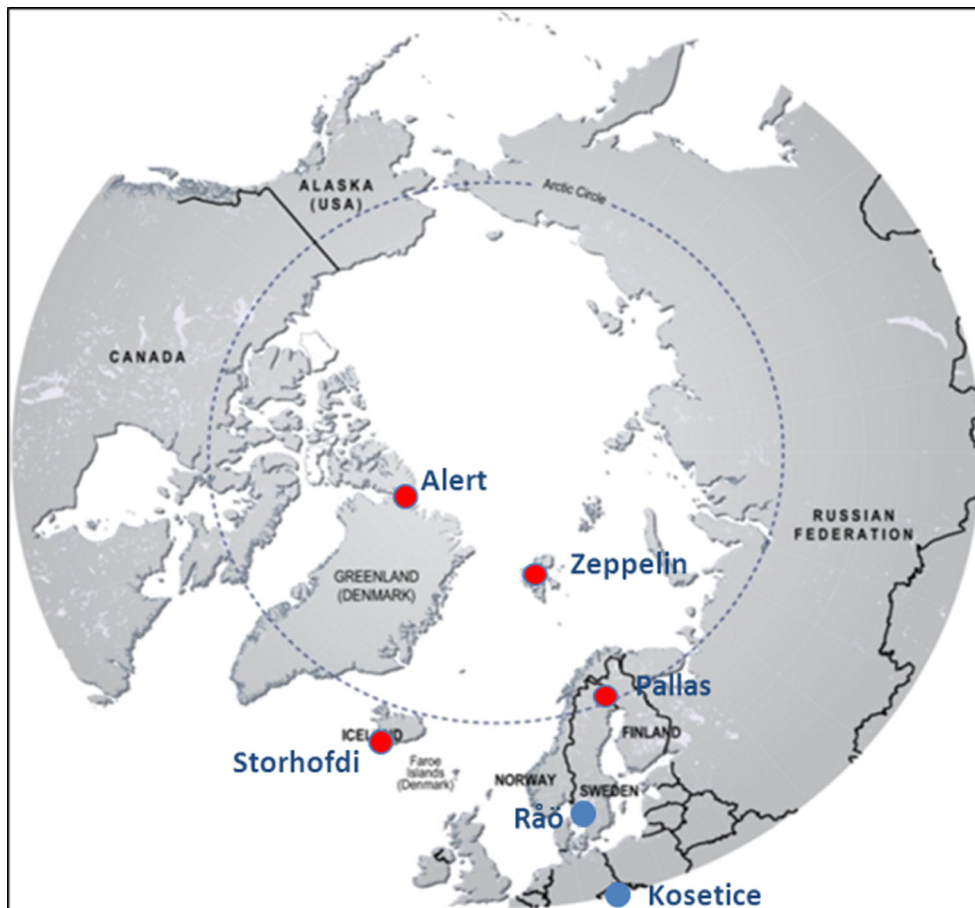 ALASKA
(USA)
Arctic Circle
CANADA
Alert
RUSSIAN
FEDERATION
Zeppelin
GREENLAND
(DENMARK)
Pallas
ICELAND
FINLAND
Storhofdi
Faroe
Islands
(Denmark)
NORWAY
SWEDEN
Råö
Kosetice